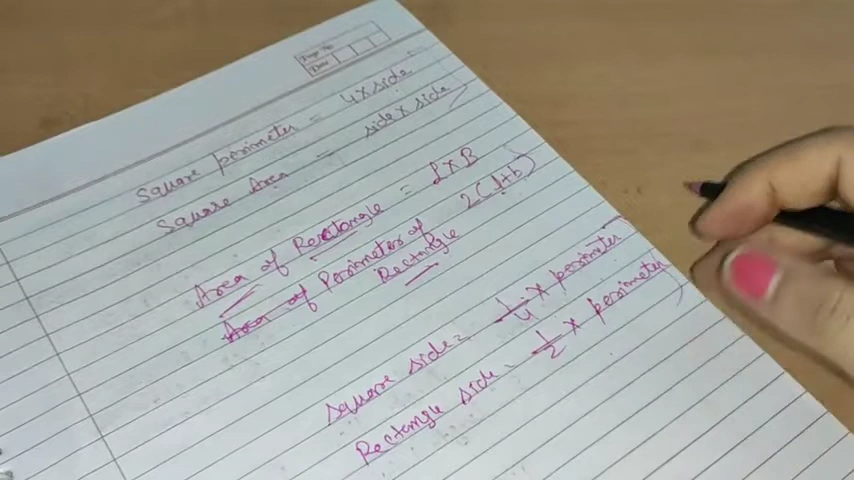 Page No.
Date
Square perimeter = 4 x side
Square Area = side x side
Area of Rectangle = l x B
Area of Perimeter of Rectangle 2(l+b)
Square side = 1/4 x perimeter
Rectangle side = 1/2 x perimeter